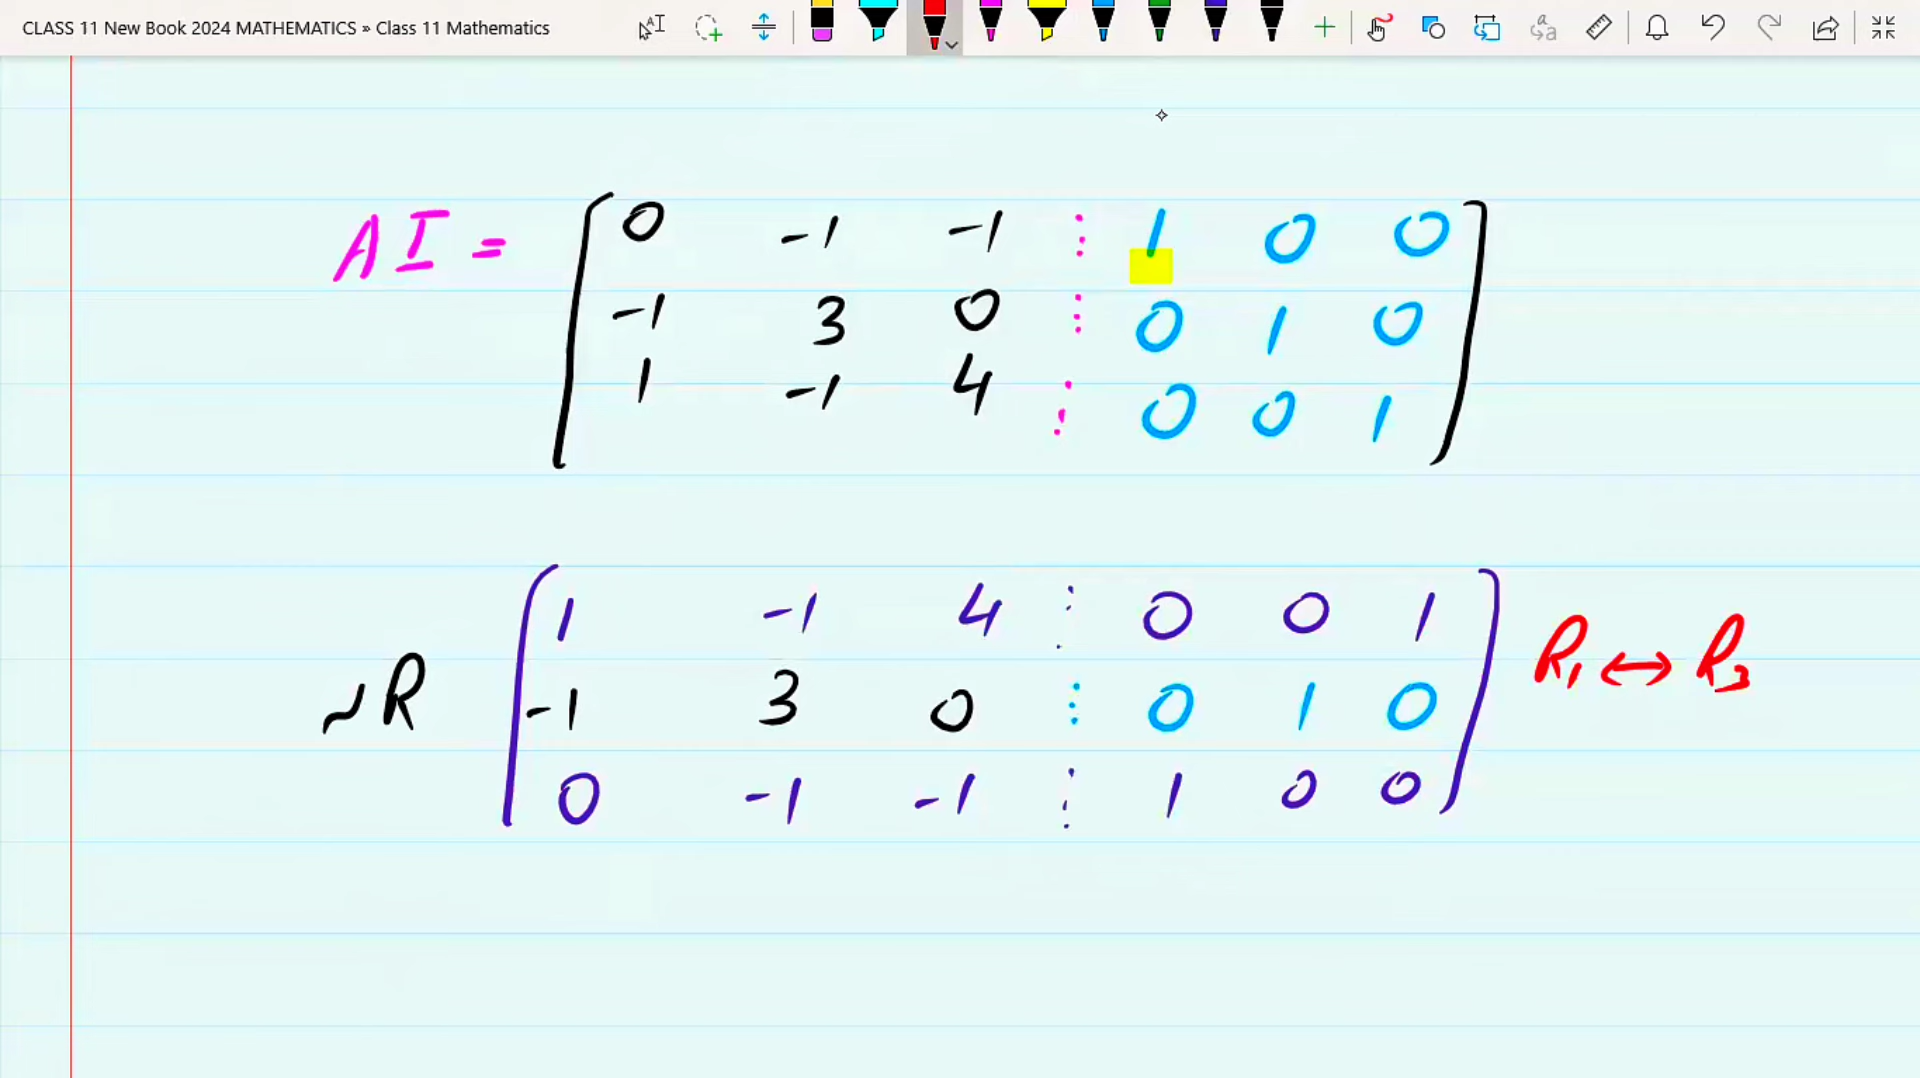 CLASS 11 New Book 2024 MATHEMATICS » Class 11 Mathematics
AI = [ 0 -1 -1 ⋮ 1 0 0 ]
-1 3 0 ⋮ 0 1 0
1 -1 4 ⋮ 0 0 1
1 -1 4 ⋮ 0 0 1
~R -1 3 0 ⋮ 0 1 0 R₁ ↔ R₃
0 -1 -1 ⋮ 1 0 0